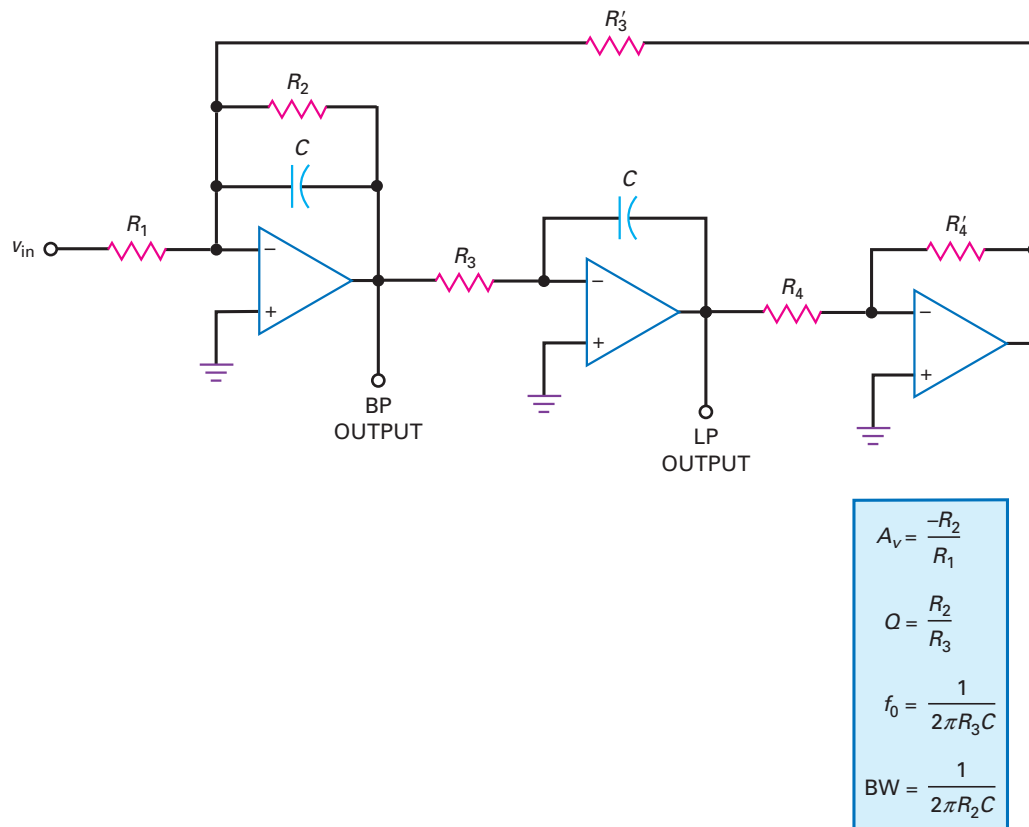 R′3
R2
C
C
R1
vin
R3
R′4
R4
−
−
−
+
+
+
BP
OUTPUT
LP
OUTPUT
Av = −R2/R1
Q = R2/R3
f0 = 1/2πR3C
BW = 1/2πR2C